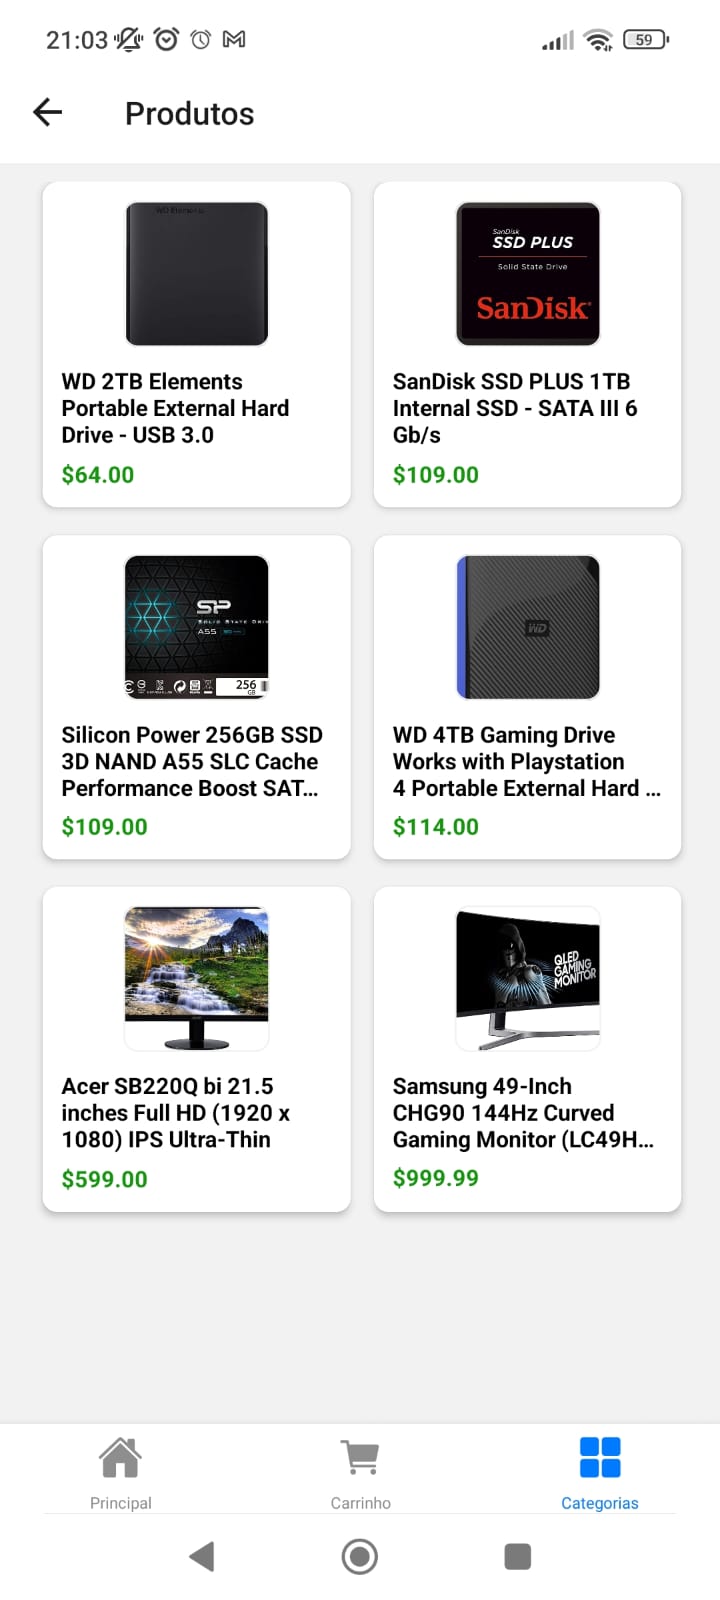 21:03
59
Produtos
WD Elements
WD 2TB Elements
Portable External Hard
Drive - USB 3.0
$64.00
SanDisk
SSD PLUS
Solid State Drive
SanDisk
SanDisk SSD PLUS 1TB
Internal SSD - SATA III 6
Gb/s
$109.00
SP
A55
256
GB
Silicon Power 256GB SSD
3D NAND A55 SLC Cache
Performance Boost SAT...
$109.00
WD
WD 4TB Gaming Drive
Works with Playstation
4 Portable External Hard ...
$114.00
Acer SB220Q bi 21.5
inches Full HD (1920 x
1080) IPS Ultra-Thin
$599.00
QLED
GAMING
MONITOR
Samsung 49-Inch
CHG90 144Hz Curved
Gaming Monitor (LC49H...
$999.99
Principal
Carrinho
Categorias